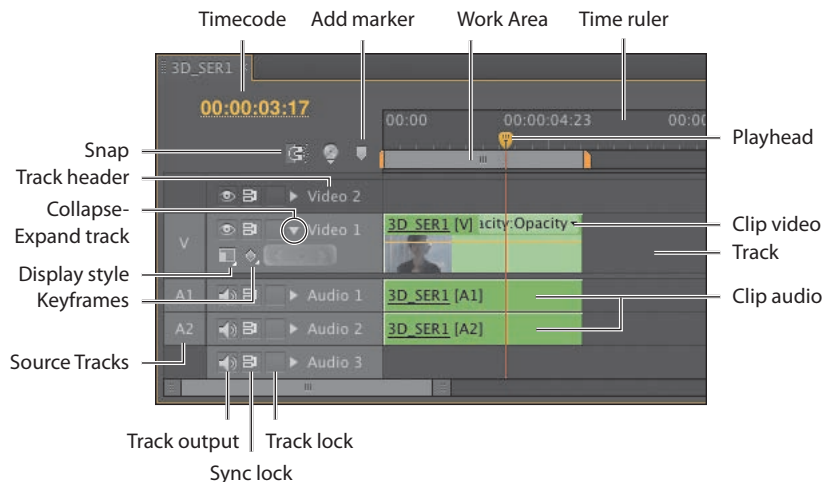 Timecode Add marker Work Area Time ruler
3D_SER1
00:00:03:17
00:00 00:00:04:23 00:00
Playhead
Snap
Track header
Video 2
Collapse-
Expand track
V Video 1 3D_SER1 [V] acity:Opacity
Clip video
Track
Display style
Keyframes
A1 Audio 1 3D_SER1 [A1]
Clip audio
A2 Audio 2 3D_SER1 [A2]
Source Tracks
Audio 3
Track output Track lock
Sync lock